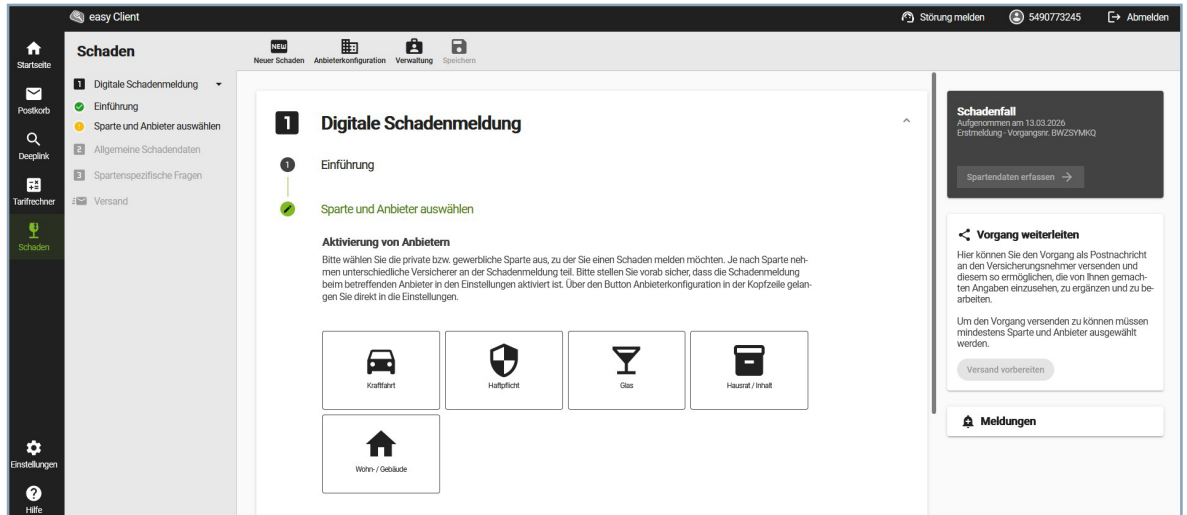 easy Client
Störung melden
5490773245
Abmelden
Startseite
Postkorb
Deeplink
Tarifrechner
Schaden
Einstellungen
Hilfe
Schaden
1 Digitale Schadenmeldung
Einführung
Sparte und Anbieter auswählen
2 Allgemeine Schadendaten
3 Spartenspezifische Fragen
Versand
NEW
Neuer Schaden
Anbieterkonfiguration
Verwaltung
Speichern
1 Digitale Schadenmeldung
1 Einführung
Sparte und Anbieter auswählen
Aktivierung von Anbietern
Bitte wählen Sie die private bzw. gewerbliche Sparte aus, zu der Sie einen Schaden melden möchten. Je nach Sparte neh-
men unterschiedliche Versicherer an der Schadenmeldung teil. Bitte stellen Sie vorab sicher, dass die Schadenmeldung
beim betreffenden Anbieter in den Einstellungen aktiviert ist. Über den Button Anbieterkonfiguration in der Kopfzeile gelan-
gen Sie direkt in die Einstellungen.
Kraftfahrt
Haftpflicht
Glas
Hausrat / Inhalt
Wohn- / Gebäude
Schadenfall
Aufgenommen am 13.03.2026
Erstmeldung - Vorgangsnr. BWZSYMKQ
Spartendaten erfassen
Vorgang weiterleiten
Hier können Sie den Vorgang als Postnachricht
an den Versicherungsnehmer versenden und
diesem so ermöglichen, die von Ihnen gemach-
ten Angaben einzusehen, zu ergänzen und zu be-
arbeiten.
Um den Vorgang versenden zu können müssen
mindestens Sparte und Anbieter ausgewählt
werden.
Versand vorbereiten
Meldungen